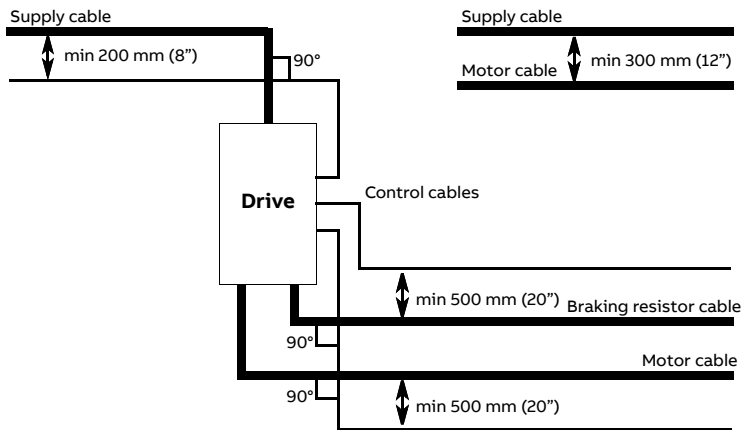 Supply cable
min 200 mm (8”)
90°
Supply cable
min 300 mm (12”)
Motor cable
Drive
Control cables
min 500 mm (20”)
Braking resistor cable
90°
Motor cable
90°
min 500 mm (20”)